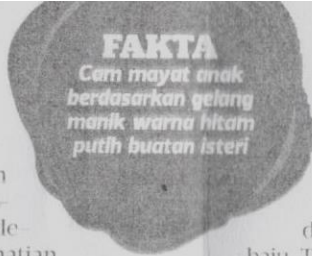 FAKTA
Cam mayat anak
berdasarkan gelang
manik warna hitam
putih buatan isteri